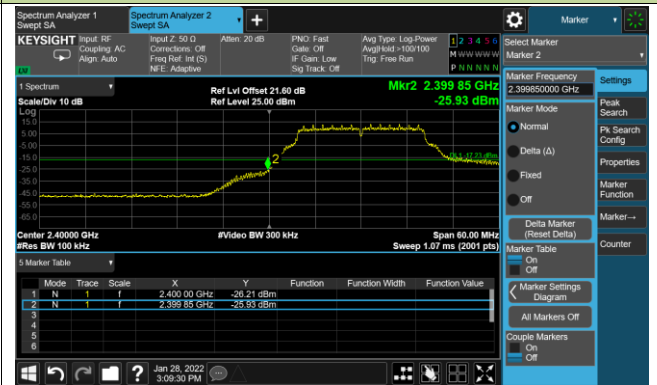 Spectrum Analyzer 1
Swept SA
Spectrum Analyzer 2
Swept SA
Marker
KEYSIGHT
Input: RF
Coupling: AC
Align: Auto
Input Z: 50 Ω
Corrections: Off
Freq Ref: Int (S)
NFE: Adaptive
Atten: 20 dB
PNO: Fast
Gate: Off
IF Gain: Low
Sig Track: Off
Avg Type: Log-Power
Avg|Hold:>100/100
Trig: Free Run
1 2 3 4 5 6
M W W W W W
P N N N N N
LXI
1 Spectrum
Scale/Div 10 dB
Ref Lvl Offset 21.60 dB
Ref Level 25.00 dBm
Mkr2 2.399 85 GHz
-25.93 dBm
Log
15.0
5.00
-5.00
-15.0
-25.0
-35.0
-45.0
-55.0
-65.0
2
DL1 -17.23 dBm
Center 2.40000 GHz
#Res BW 100 kHz
#Video BW 300 kHz
Span 60.00 MHz
Sweep 1.07 ms (2001 pts)
5 Marker Table
Mode Trace Scale X Y Function Function Width Function Value
1 N 1 f 2.400 00 GHz -26.21 dBm
2 N 1 f 2.399 85 GHz -25.93 dBm
3
4
5
6
Select Marker
Marker 2
Marker Frequency
2.399850000 GHz
Marker Mode
Normal
Delta (Δ)
Fixed
Off
Delta Marker
(Reset Delta)
Marker Table
On
Off
Marker Settings
Diagram
All Markers Off
Couple Markers
On
Off
Settings
Peak
Search
Pk Search
Config
Properties
Marker
Function
Marker→
Counter
?
Jan 28, 2022
3:09:30 PM